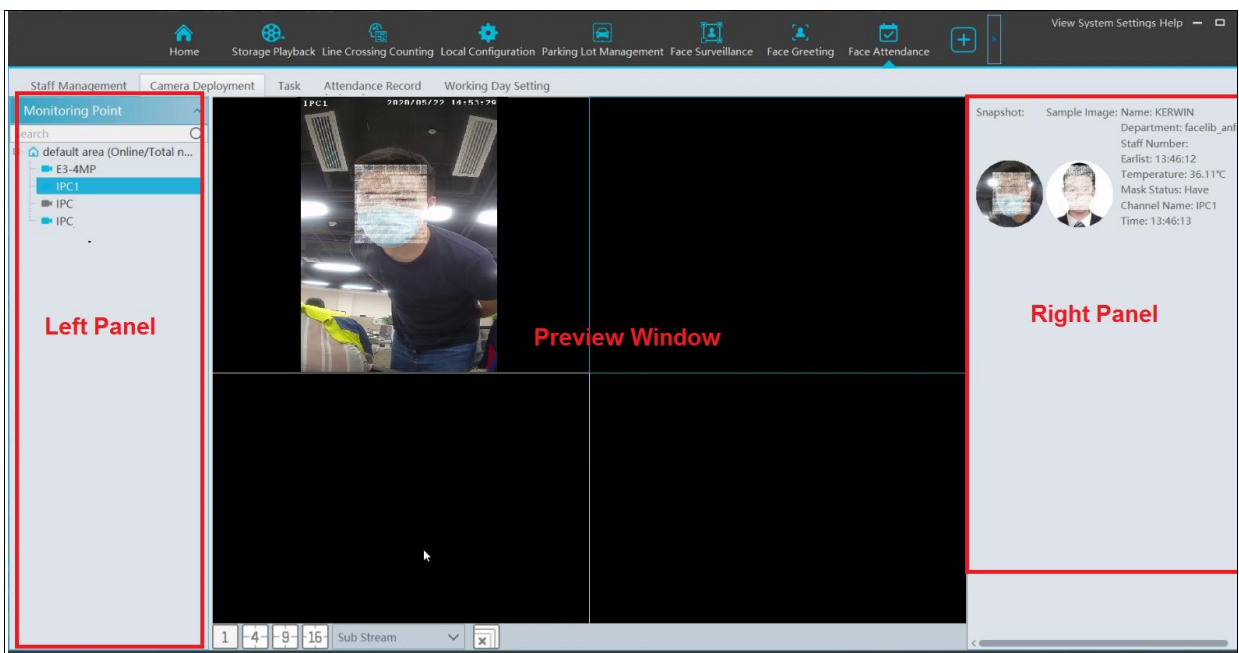 View System Settings Help
Home Storage Playback Line Crossing Counting Local Configuration Parking Lot Management Face Surveillance Face Greeting Face Attendance
Staff Management Camera Deployment Task Attendance Record Working Day Setting
Monitoring Point
Search
default area (Online/Total n...
E3-4MP
IPC1
IPC
IPC
Left Panel
IPC1 2020/05/22 14:53:29
Preview Window
1 4 9 16 Sub Stream
Snapshot: Sample Image: Name: KERWIN
Department: facelib_anf
Staff Number:
Earlist: 13:46:12
Temperature: 36.11℃
Mask Status: Have
Channel Name: IPC1
Time: 13:46:13
Right Panel